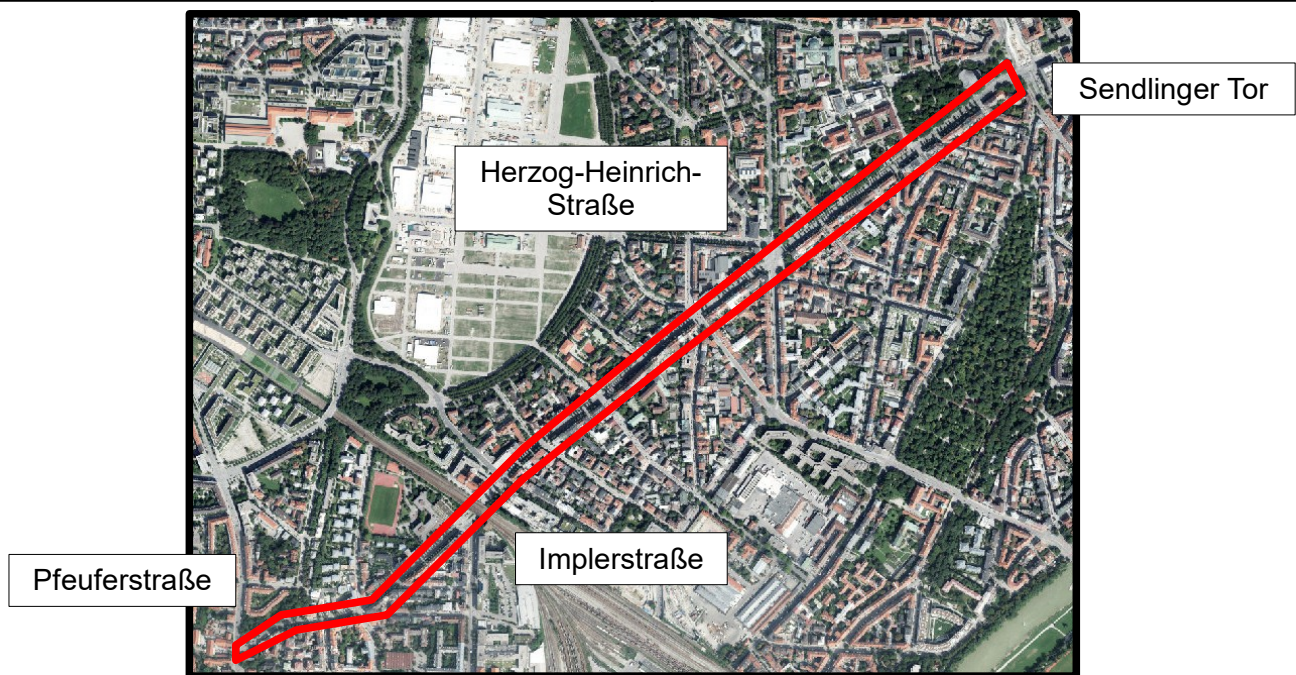 Sendlinger Tor
Herzog-Heinrich-
Straße
Implerstraße
Pfeuferstraße